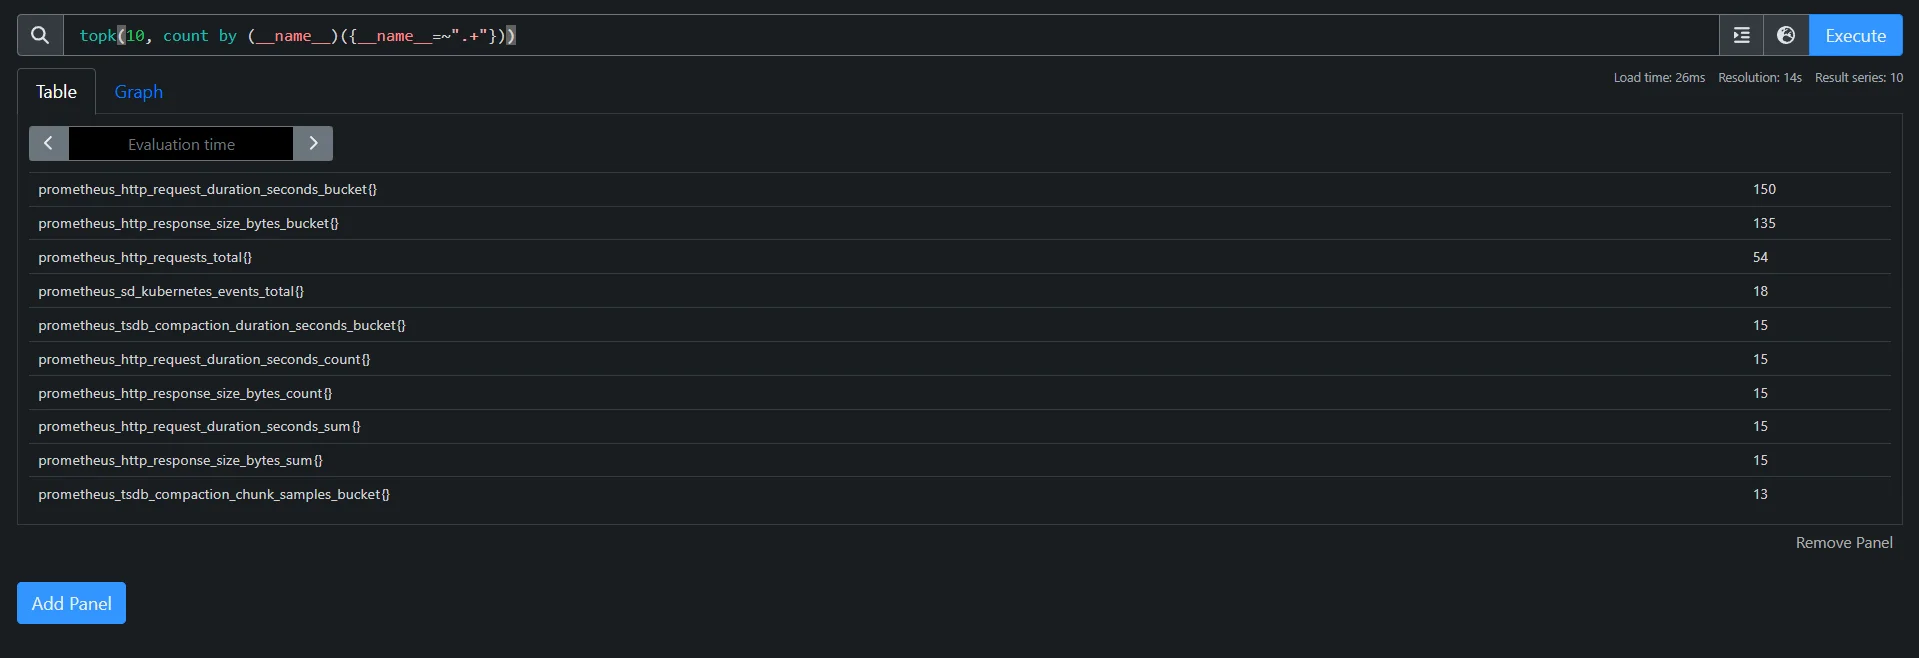 topk(10, count by (__name__)({__name__=~".+"}))
Execute
Load time: 26ms Resolution: 14s Result series: 10
Table Graph
Evaluation time
prometheus_http_request_duration_seconds_bucket{} 150
prometheus_http_response_size_bytes_bucket{} 135
prometheus_http_requests_total{} 54
prometheus_sd_kubernetes_events_total{} 18
prometheus_tsdb_compaction_duration_seconds_bucket{} 15
prometheus_http_request_duration_seconds_count{} 15
prometheus_http_response_size_bytes_count{} 15
prometheus_http_request_duration_seconds_sum{} 15
prometheus_http_response_size_bytes_sum{} 15
prometheus_tsdb_compaction_chunk_samples_bucket{} 13
Remove Panel
Add Panel